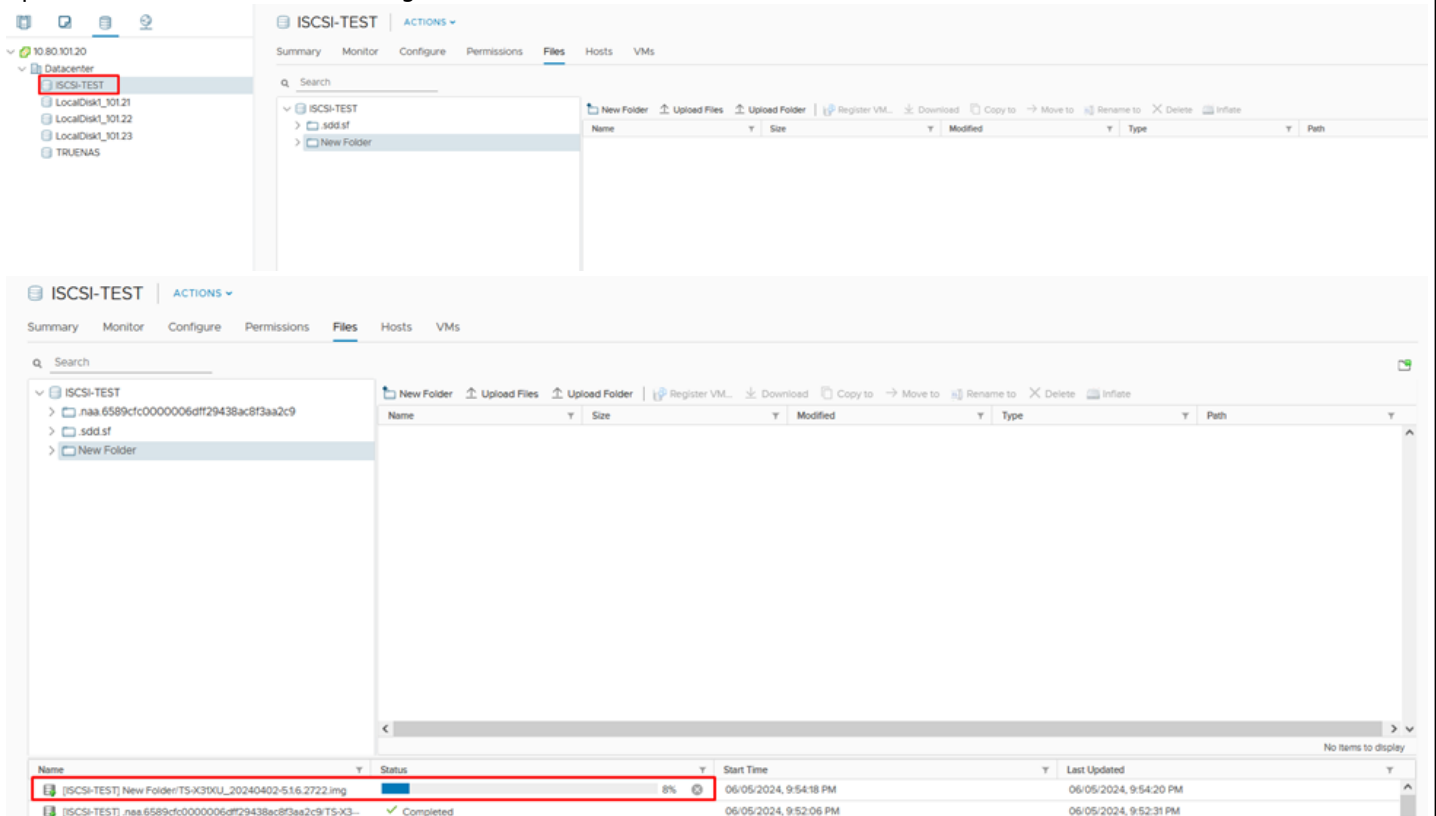 ISCSI-TEST ACTIONS
10.80.101.20
Summary Monitor Configure Permissions Files Hosts VMs
Datacenter
ISCSI-TEST
Search
LocalDisk1_101.21
ISCSI-TEST
New Folder Upload Files Upload Folder Register VM... Download Copy to Move to Rename to Delete Inflate
LocalDisk1_101.22
.sdd.sf
Name Size Modified Type Path
LocalDisk1_101.23
New Folder
TRUENAS
ISCSI-TEST ACTIONS
Summary Monitor Configure Permissions Files Hosts VMs
Search
ISCSI-TEST
New Folder Upload Files Upload Folder Register VM... Download Copy to Move to Rename to Delete Inflate
.naa.6589cfc0000006dff29438ac8f3aa2c9
Name Size Modified Type Path
.sdd.sf
New Folder
No items to display
Name Status Start Time Last Updated
[ISCSI-TEST] New Folder/TS-X31XU_20240402-5.1.6.2722.img 8% 06/05/2024, 9:54:18 PM 06/05/2024, 9:54:20 PM
[ISCSI-TEST] .naa.6589cfc0000006dff29438ac8f3aa2c9/TS-X3... Completed 06/05/2024, 9:52:06 PM 06/05/2024, 9:52:31 PM